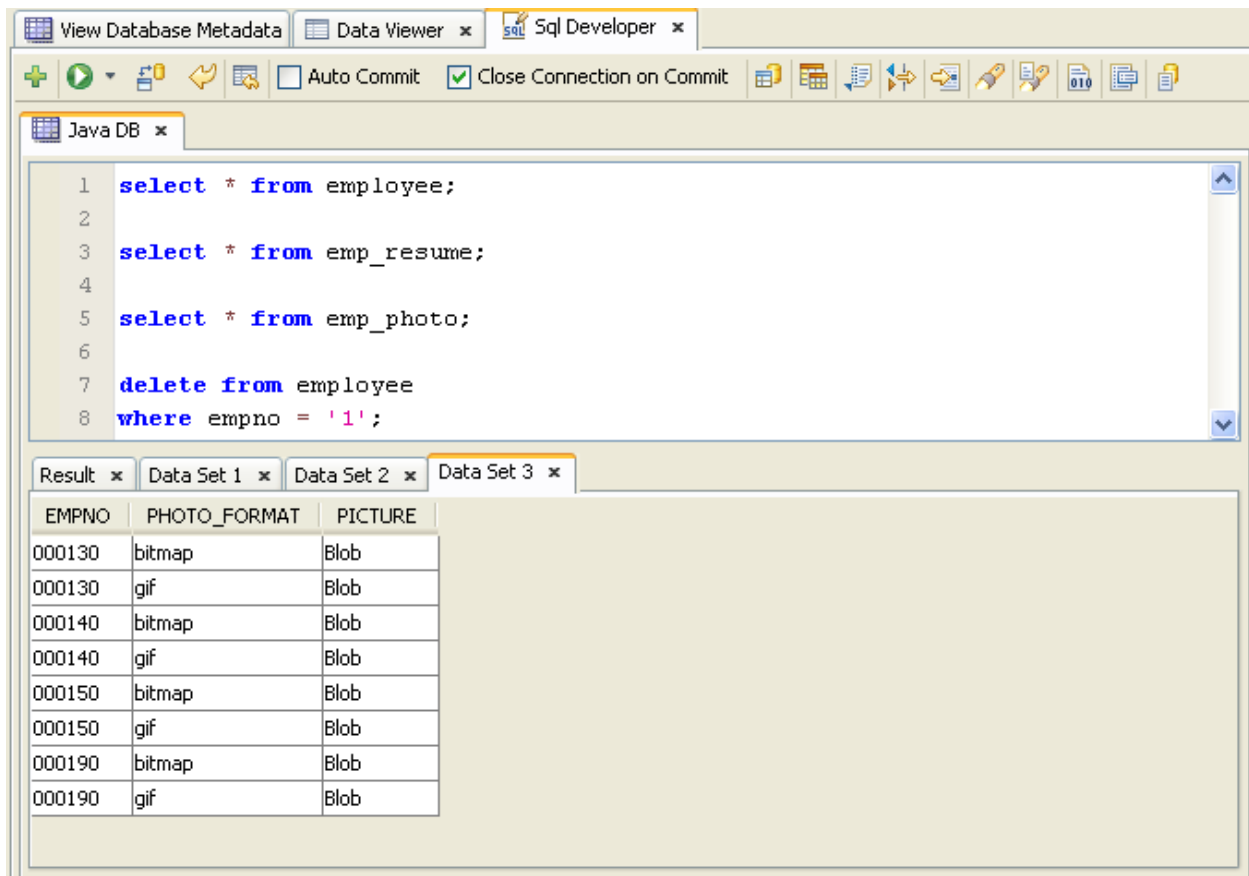 View Database Metadata Data Viewer x SQL Sql Developer x
Auto Commit Close Connection on Commit 010
Java DB x
1 select * from employee;
2
3 select * from emp_resume;
4
5 select * from emp_photo;
6
7 delete from employee
8 where empno = '1';
Result x Data Set 1 x Data Set 2 x Data Set 3 x
EMPNO PHOTO_FORMAT PICTURE
000130 bitmap Blob
000130 gif Blob
000140 bitmap Blob
000140 gif Blob
000150 bitmap Blob
000150 gif Blob
000190 bitmap Blob
000190 gif Blob